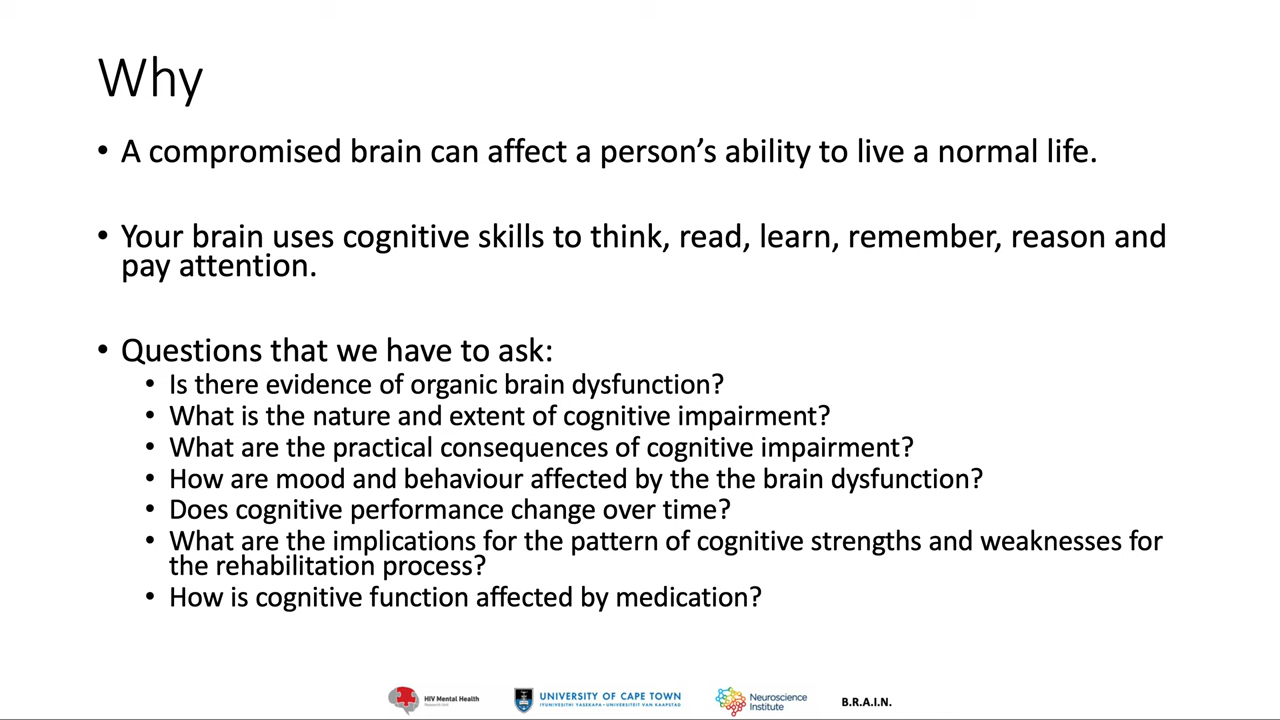 Why
• A compromised brain can affect a person's ability to live a normal life.
• Your brain uses cognitive skills to think, read, learn, remember, reason and
pay attention.
• Questions that we have to ask:
• Is there evidence of organic brain dysfunction?
• What is the nature and extent of cognitive impairment?
• What are the practical consequences of cognitive impairment?
• How are mood and behaviour affected by the the brain dysfunction?
• Does cognitive performance change over time?
• What are the implications for the pattern of cognitive strengths and weaknesses for
the rehabilitation process?
• How is cognitive function affected by medication?
HIV Mental Health
Research Unit
UNIVERSITY OF CAPE TOWN
IYUNIVESITHI YASEKAPA • UNIVERSITEIT VAN KAAPSTAD
Neuroscience
Institute
B.R.A.I.N.